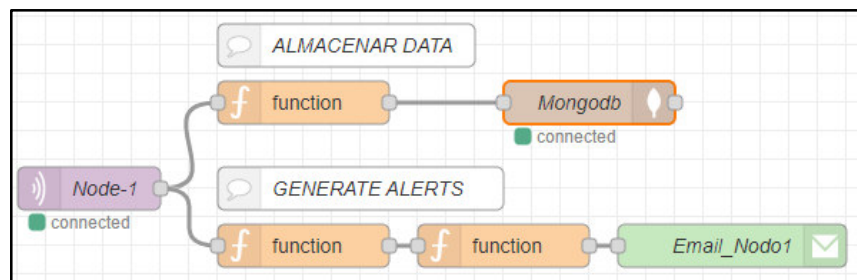 ALMACENAR DATA
function
Mongodb
connected
Node-1
connected
GENERATE ALERTS
function
function
Email_Nodo1